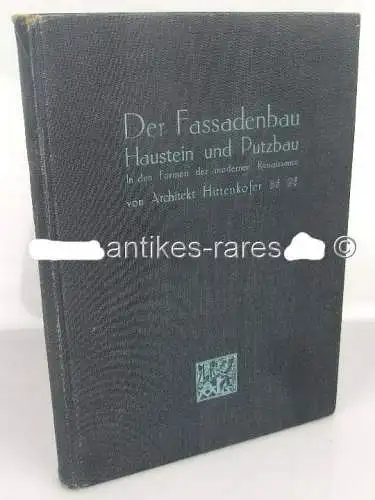 Der Fassadenbau
Haustein und Putzbau
In den Formen der modernen Renaissance
von Architekt Hittenkofer
antikes-rares ©